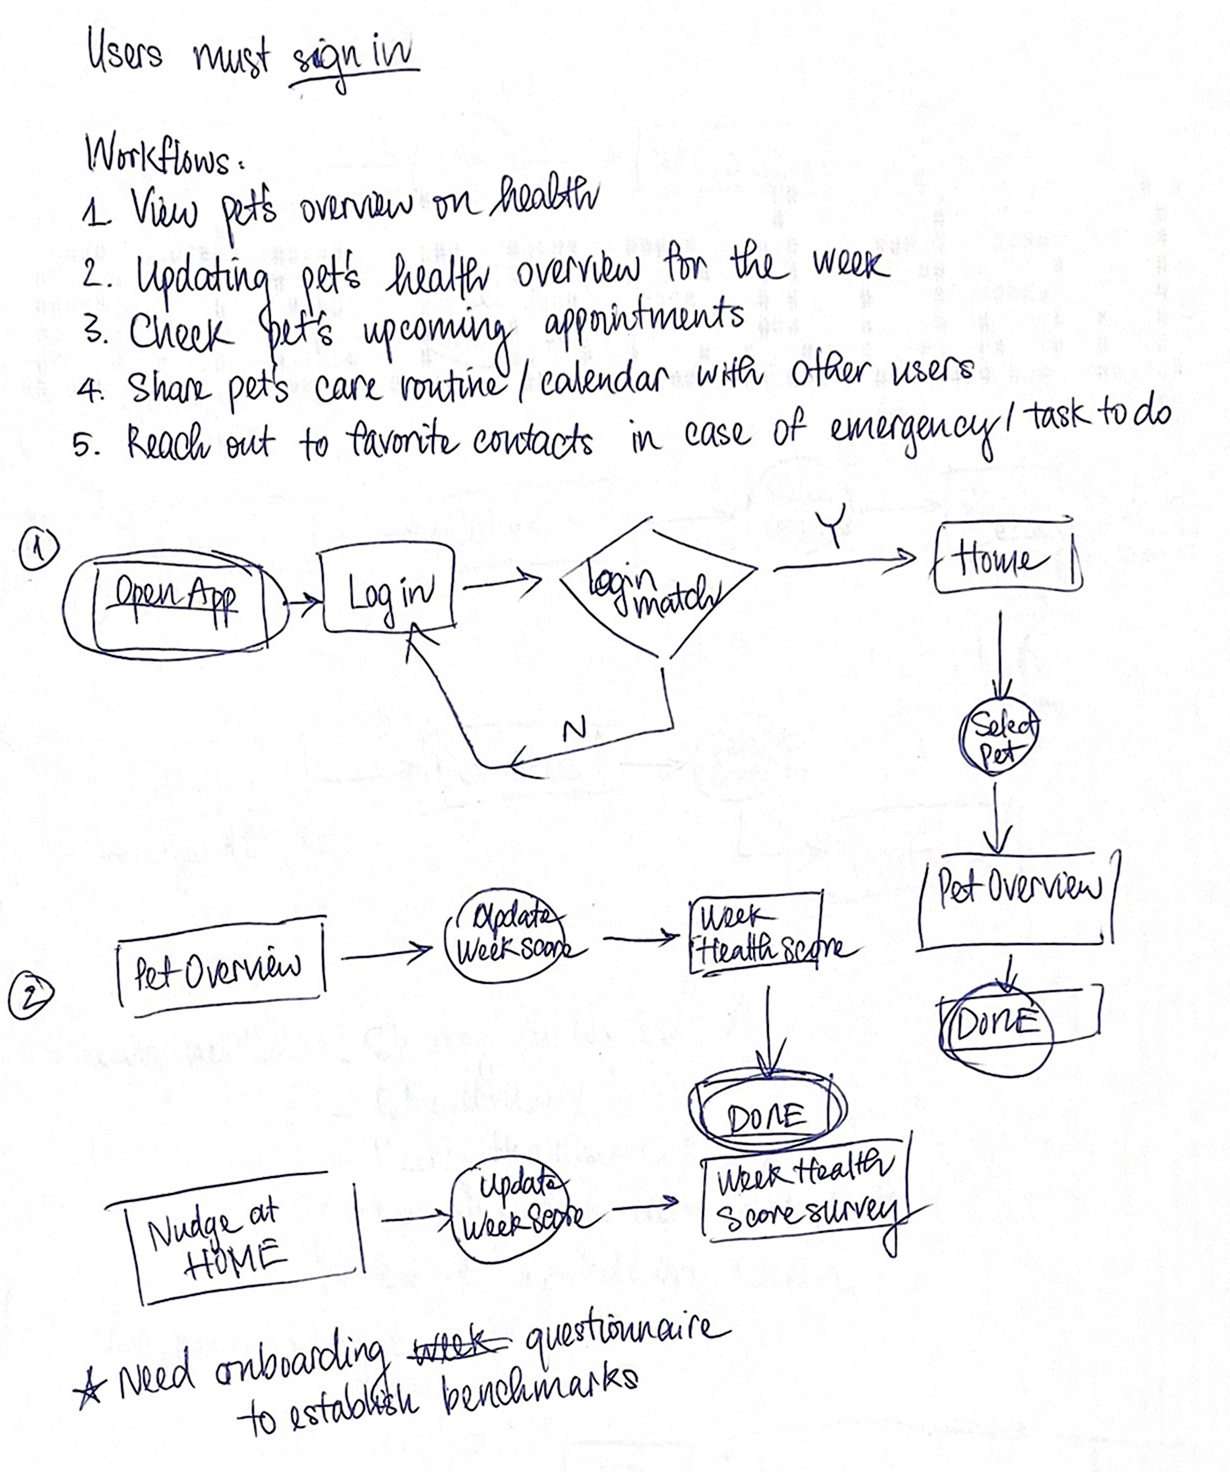 Users must sign in
Workflows:
1. View pet's overview on health
2. Updating pet's health overview for the week
3. Check pet's upcoming appointments
4. Share pet's care routine / calendar with other users
5. Reach out to favorite contacts in case of emergency / task to do
1
Open App
Log in
Login
match
Y
N
Home
Select
Pet
Pet Overview
DONE
2
Pet Overview
Update
Week score
Week
Health score
DONE
Nudge at
HOME
Update
Week Score
Week Health
Score survey
☆ Need onboarding week questionnaire
to establish benchmarks